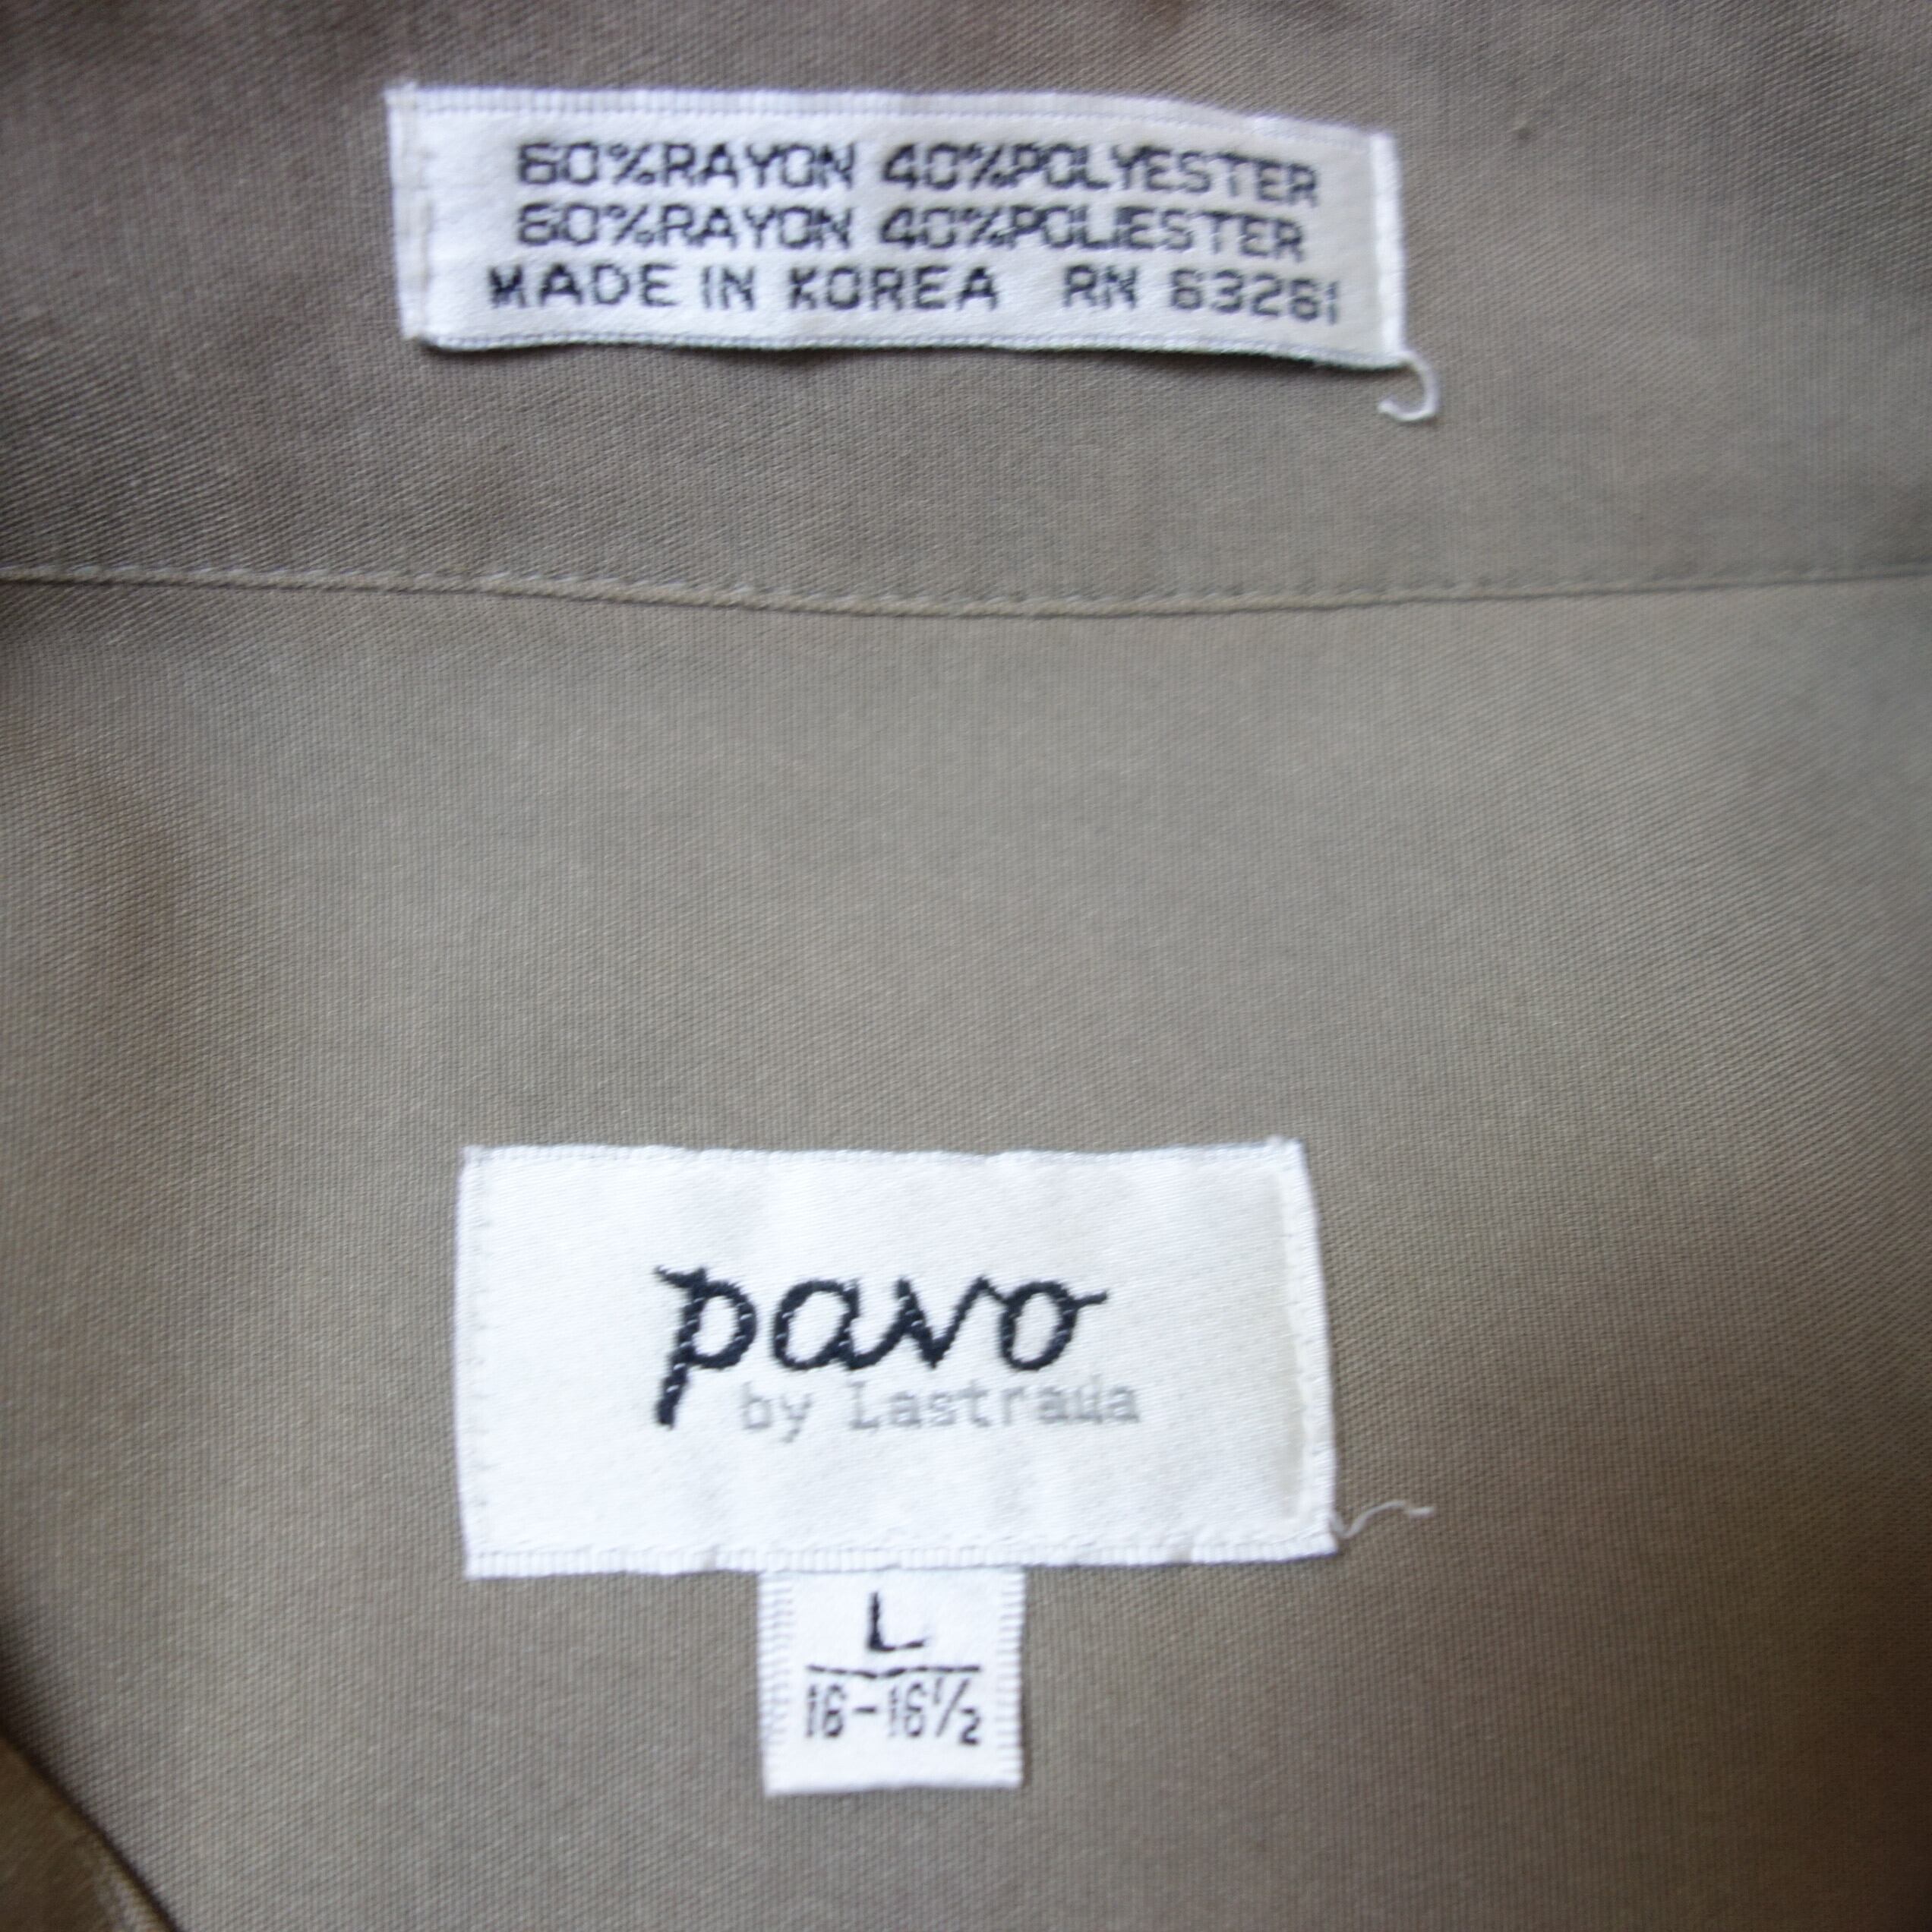 60%RAYON 40%POLYESTER
60%RAYON 40%POLIESTER
MADE IN KOREA RN 63261
pavo
by Lastrada
L
16-16½